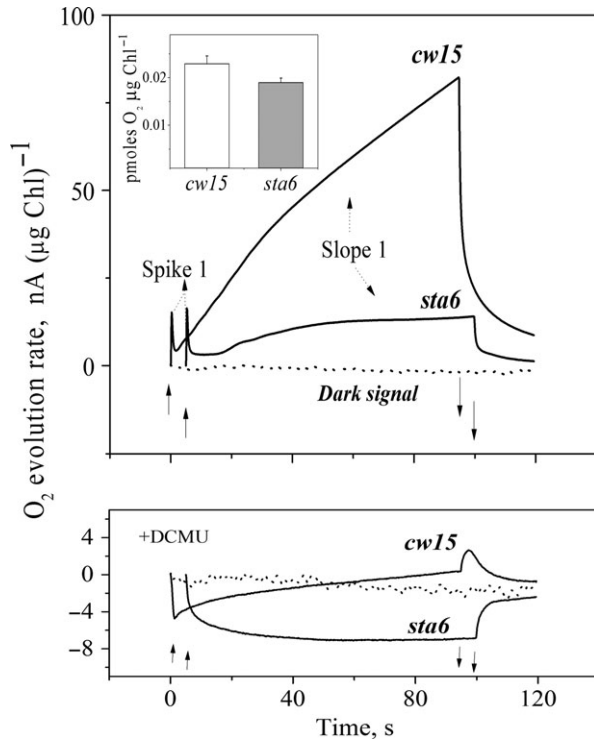 O₂ evolution rate, nA (μg Chl)⁻¹
100
50
0
pmoles O₂ μg Chl⁻¹
0.02
0.01
cw15 sta6
cw15
Spike 1
Slope 1
sta6
Dark signal
+DCMU
4
0
-4
-8
cw15
sta6
0 40 80 120
Time, s